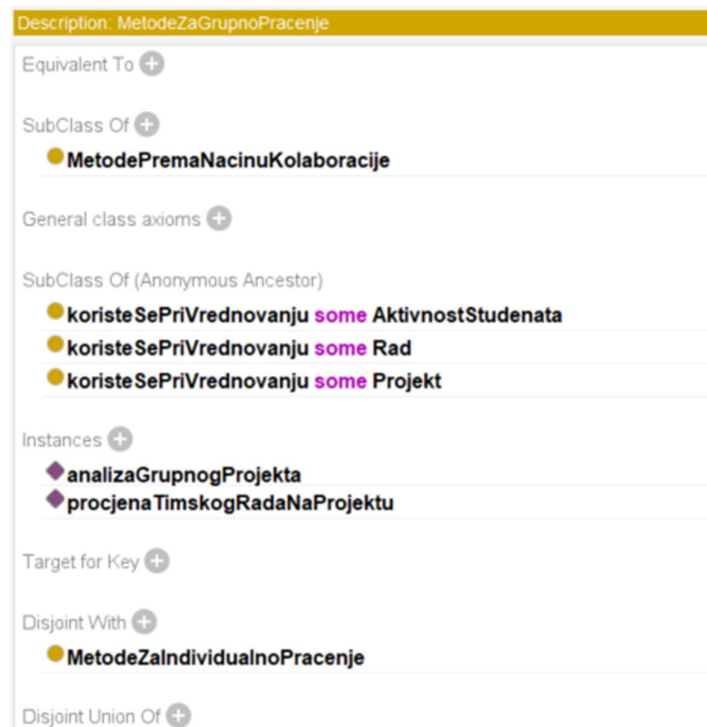 Description: MetodeZaGrupnoPracenje
Equivalent To
SubClass Of
MetodePremaNacinuKolaboracije
General class axioms
SubClass Of (Anonymous Ancestor)
koristeSePriVrednovanju some AktivnostStudenata
koristeSePriVrednovanju some Rad
koristeSePriVrednovanju some Projekt
Instances
analizaGrupnogProjekta
procjenaTimskogRadaNaProjektu
Target for Key
Disjoint With
MetodeZaIndividualnoPracenje
Disjoint Union Of